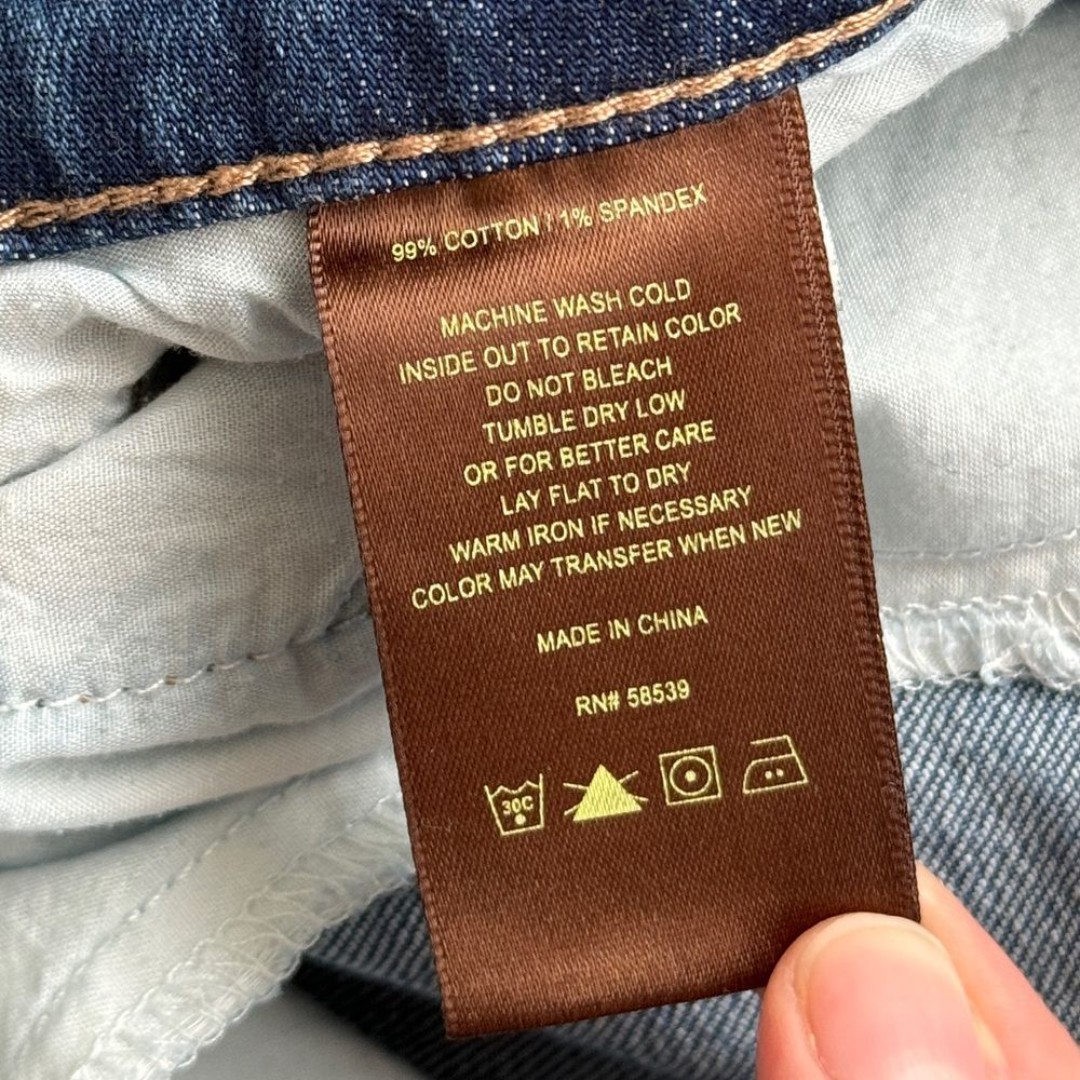 99% COTTON | 1% SPANDEX
MACHINE WASH COLD
INSIDE OUT TO RETAIN COLOR
DO NOT BLEACH
TUMBLE DRY LOW
OR FOR BETTER CARE
LAY FLAT TO DRY
WARM IRON IF NECESSARY
COLOR MAY TRANSFER WHEN NEW
MADE IN CHINA
RN# 58539
30C